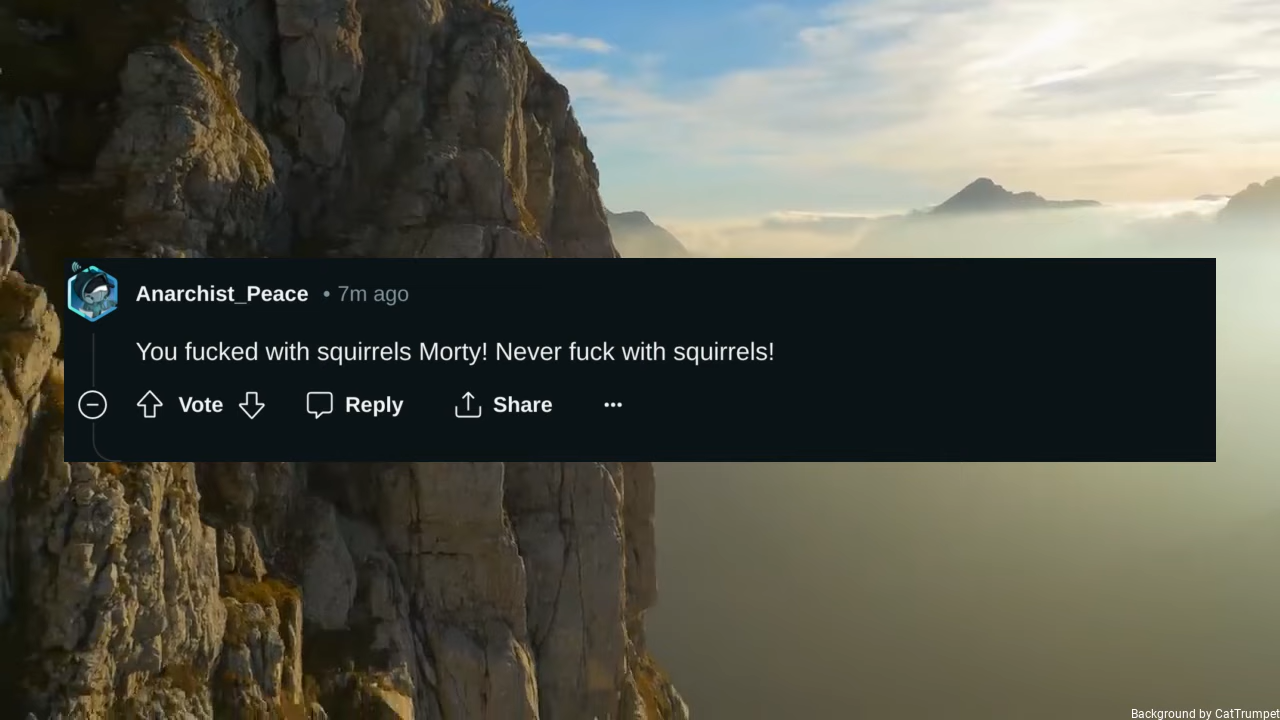 Anarchist_Peace • 7m ago
You fucked with squirrels Morty! Never fuck with squirrels!
Vote Reply Share ...
Background by CatTrumpet